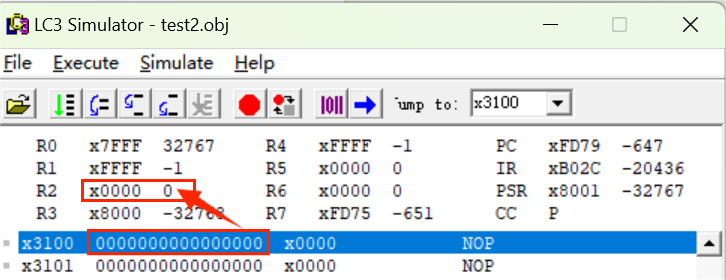 LC3 Simulator - test2.obj
File Execute Simulate Help
Jump to: x3100
R0 x7FFF 32767 R4 xFFFF -1 PC xFD79 -647
R1 xFFFF -1 R5 x0000 0 IR xB02C -20436
R2 x0000 0 R6 x0000 0 PSR x8001 -32767
R3 x8000 -32768 R7 xFD75 -651 CC P
x3100 0000000000000000 x0000 NOP
x3101 0000000000000000 x0000 NOP